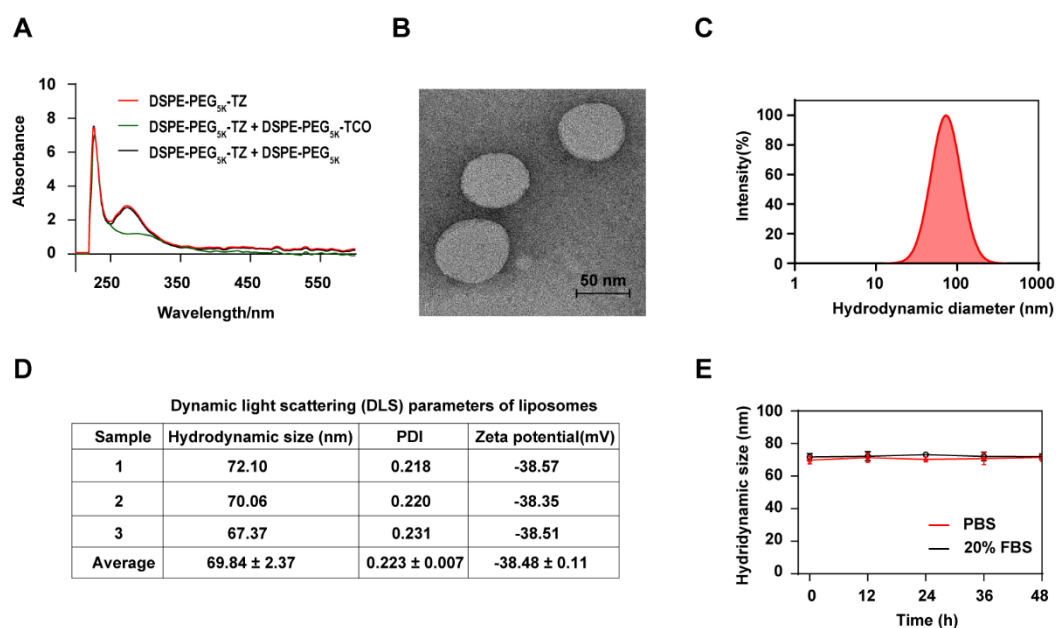 A
Absorbance
10
8
6
4
2
0
DSPE-PEG5K-TZ
DSPE-PEG5K-TZ + DSPE-PEG5K-TCO
DSPE-PEG5K-TZ + DSPE-PEG5K
250 350 450 550
Wavelength/nm
B
50 nm
C
Intensity(%)
100
80
60
40
20
0
1 10 100 1000
Hydrodynamic diameter (nm)
D
Dynamic light scattering (DLS) parameters of liposomes
Sample Hydrodynamic size (nm) PDI Zeta potential(mV)
1 72.10 0.218 -38.57
2 70.06 0.220 -38.35
3 67.37 0.231 -38.51
Average 69.84 ± 2.37 0.223 ± 0.007 -38.48 ± 0.11
E
Hydridynamic size (nm)
100
80
60
40
20
0
PBS
20% FBS
0 12 24 36 48
Time (h)